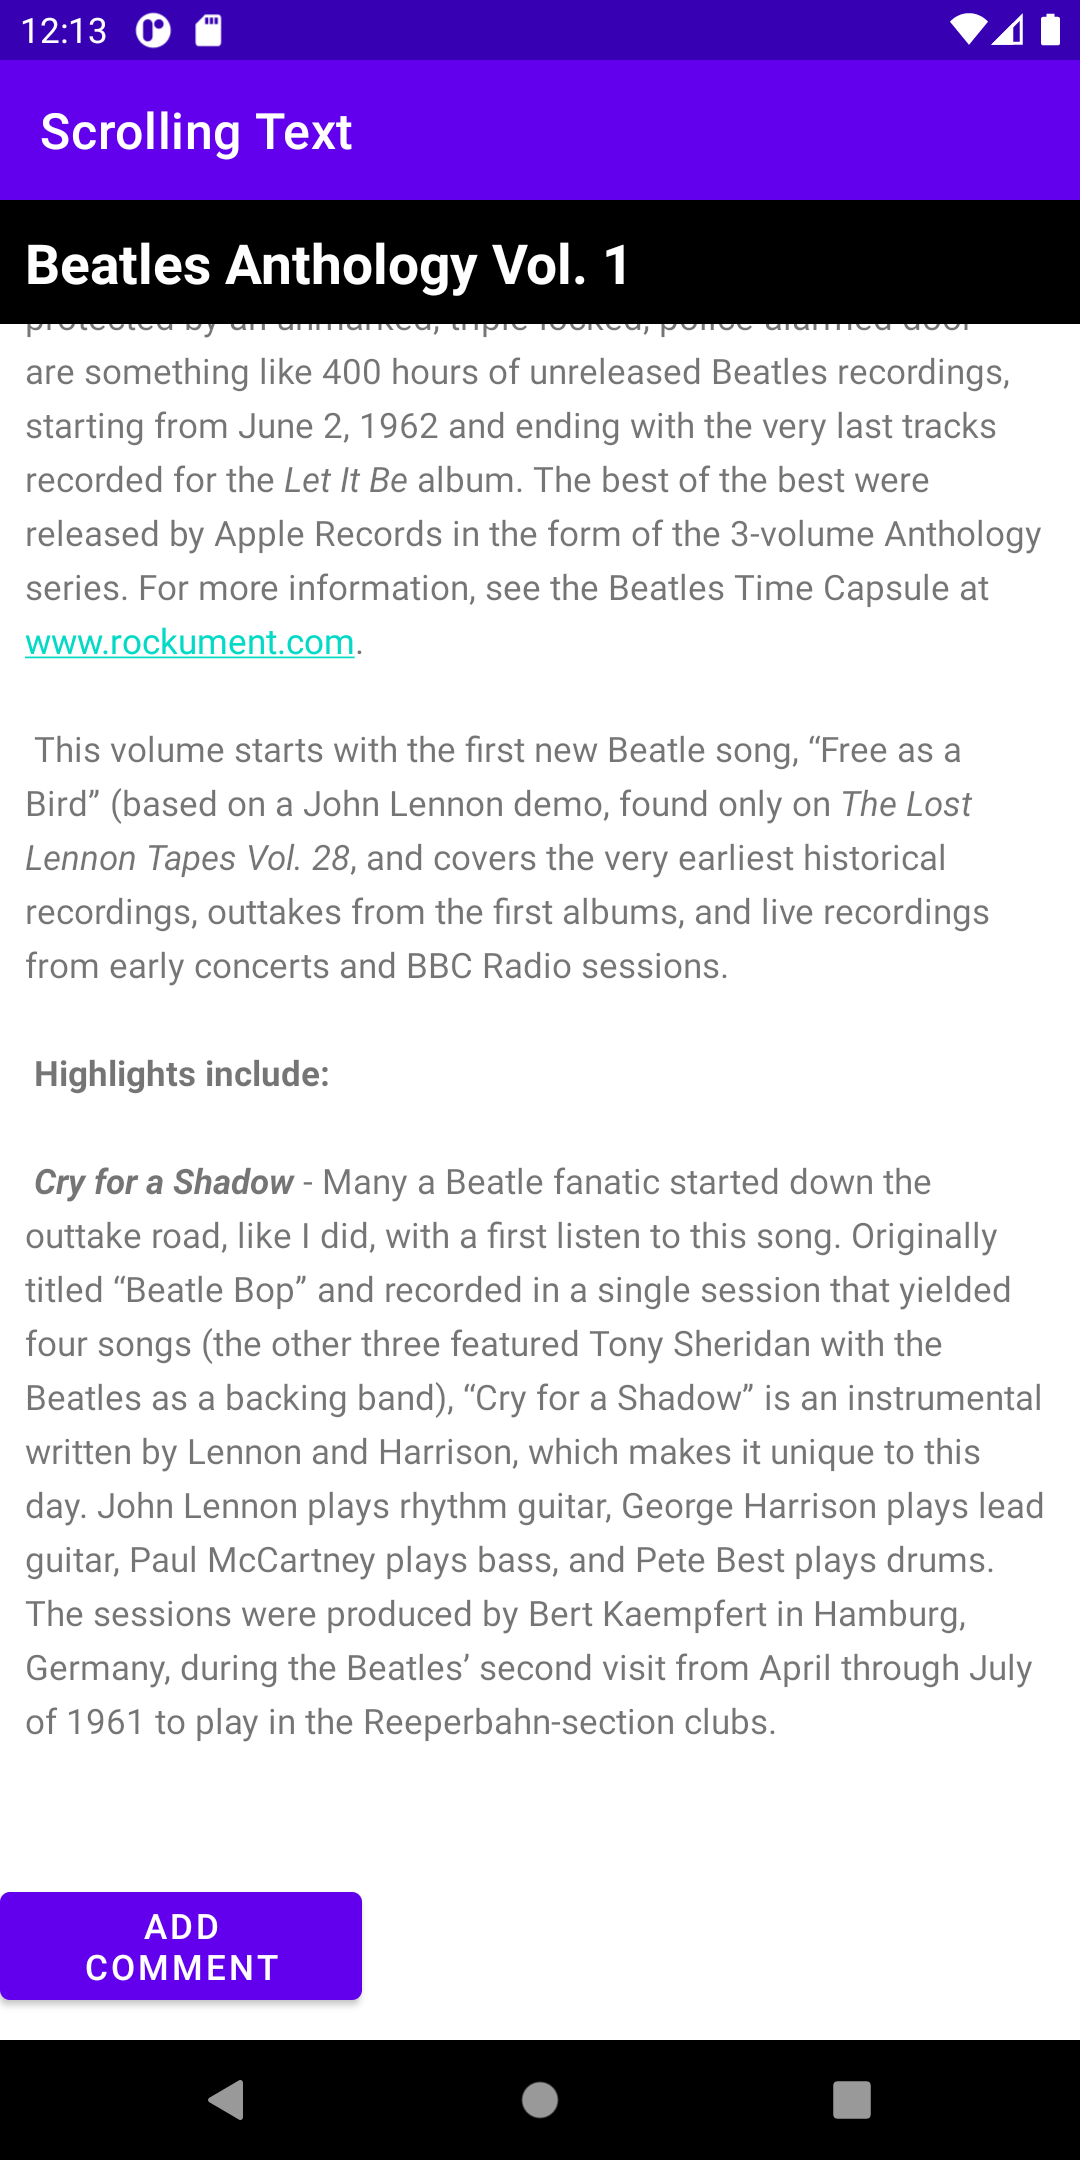 12:13
Scrolling Text
Beatles Anthology Vol. 1
protected by an unmarked, triple-locked, police-alarmed door
are something like 400 hours of unreleased Beatles recordings,
starting from June 2, 1962 and ending with the very last tracks
recorded for the Let It Be album. The best of the best were
released by Apple Records in the form of the 3-volume Anthology
series. For more information, see the Beatles Time Capsule at
www.rockument.com.
This volume starts with the first new Beatle song, “Free as a
Bird” (based on a John Lennon demo, found only on The Lost
Lennon Tapes Vol. 28, and covers the very earliest historical
recordings, outtakes from the first albums, and live recordings
from early concerts and BBC Radio sessions.
Highlights include:
Cry for a Shadow - Many a Beatle fanatic started down the
outtake road, like I did, with a first listen to this song. Originally
titled “Beatle Bop” and recorded in a single session that yielded
four songs (the other three featured Tony Sheridan with the
Beatles as a backing band), “Cry for a Shadow” is an instrumental
written by Lennon and Harrison, which makes it unique to this
day. John Lennon plays rhythm guitar, George Harrison plays lead
guitar, Paul McCartney plays bass, and Pete Best plays drums.
The sessions were produced by Bert Kaempfert in Hamburg,
Germany, during the Beatles’ second visit from April through July
of 1961 to play in the Reeperbahn-section clubs.
ADD
COMMENT